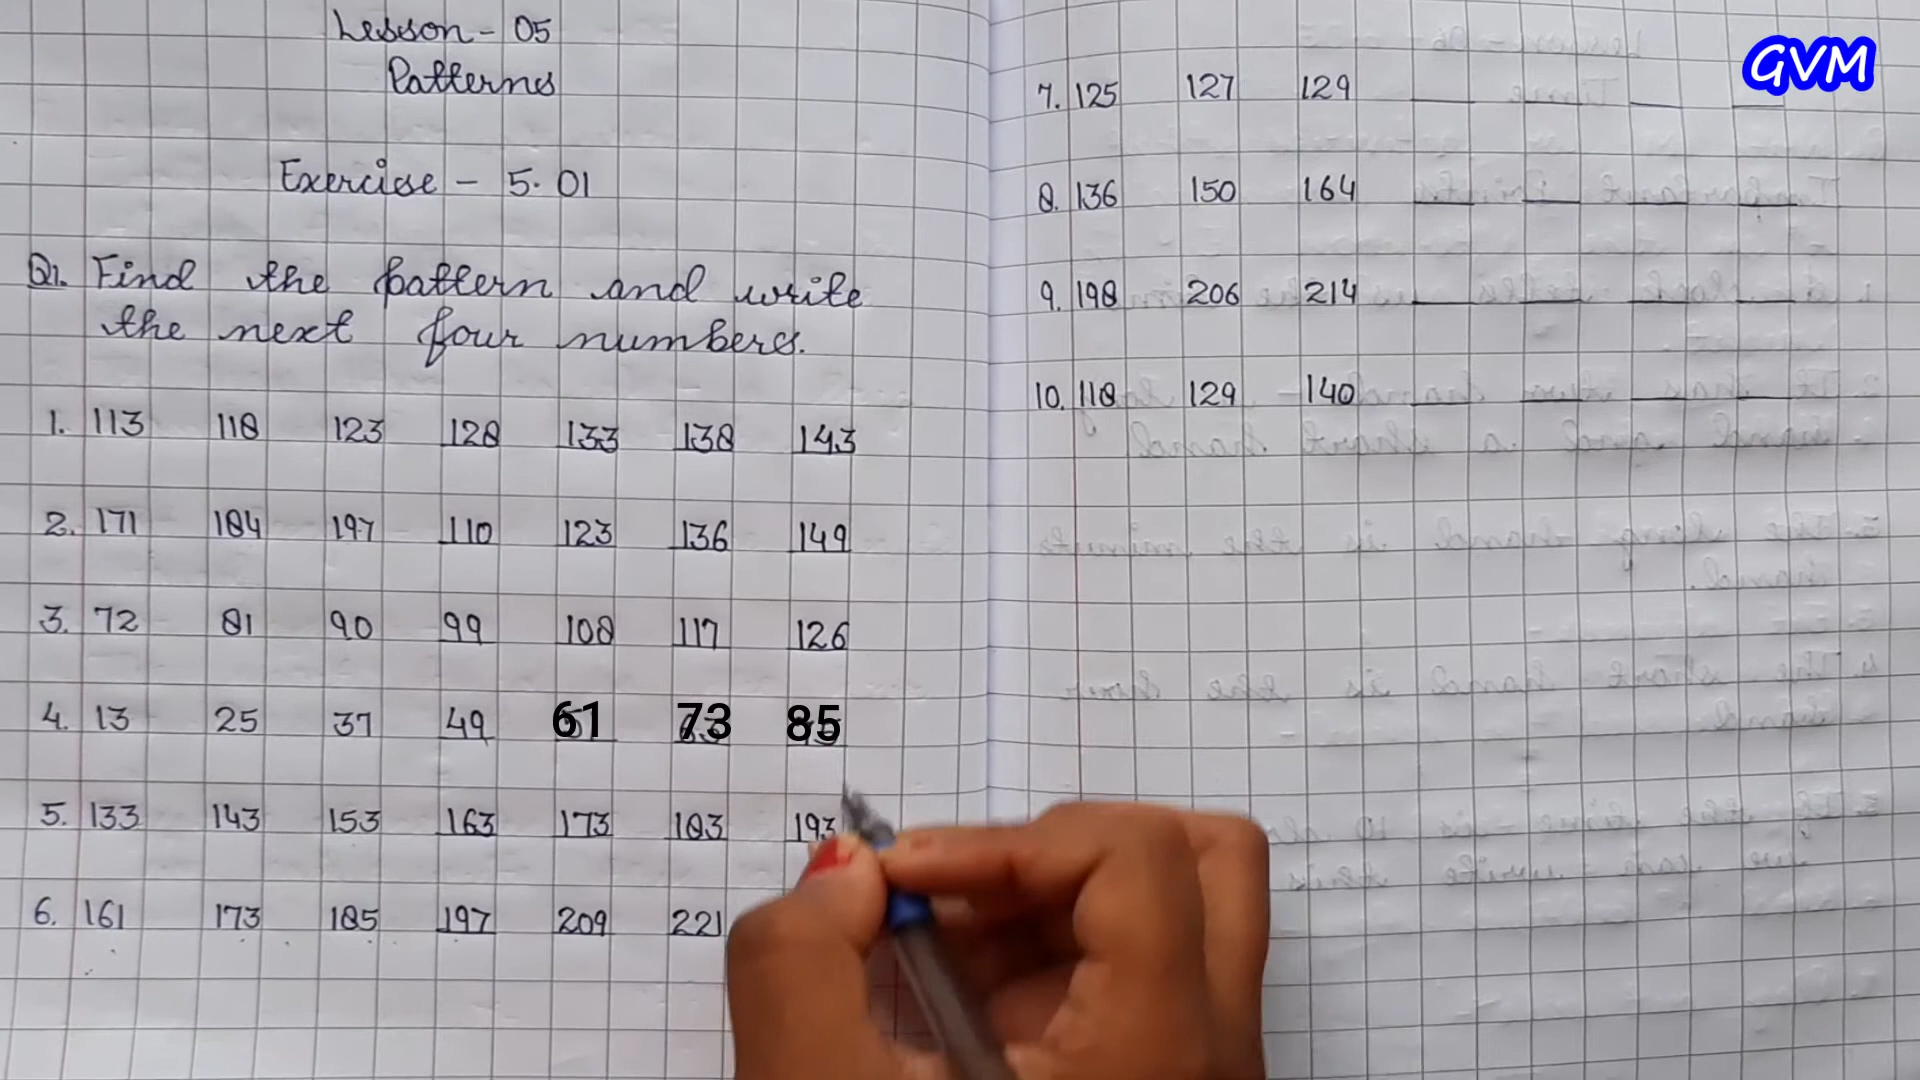 Lesson - 05
Patterns
Exercise - 5.01
Q1. Find the pattern and write
the next four numbers.
1. 113 118 123 128 133 138 143
2. 171 184 197 110 123 136 149
3. 72 81 90 99 108 117 126
4. 13 25 37 49 61 73 85
5. 133 143 153 163 173 183 193
6. 161 173 185 197 209 221
GVM
7. 125 127 129
8. 136 150 164
9. 198 206 214
10. 118 129 140